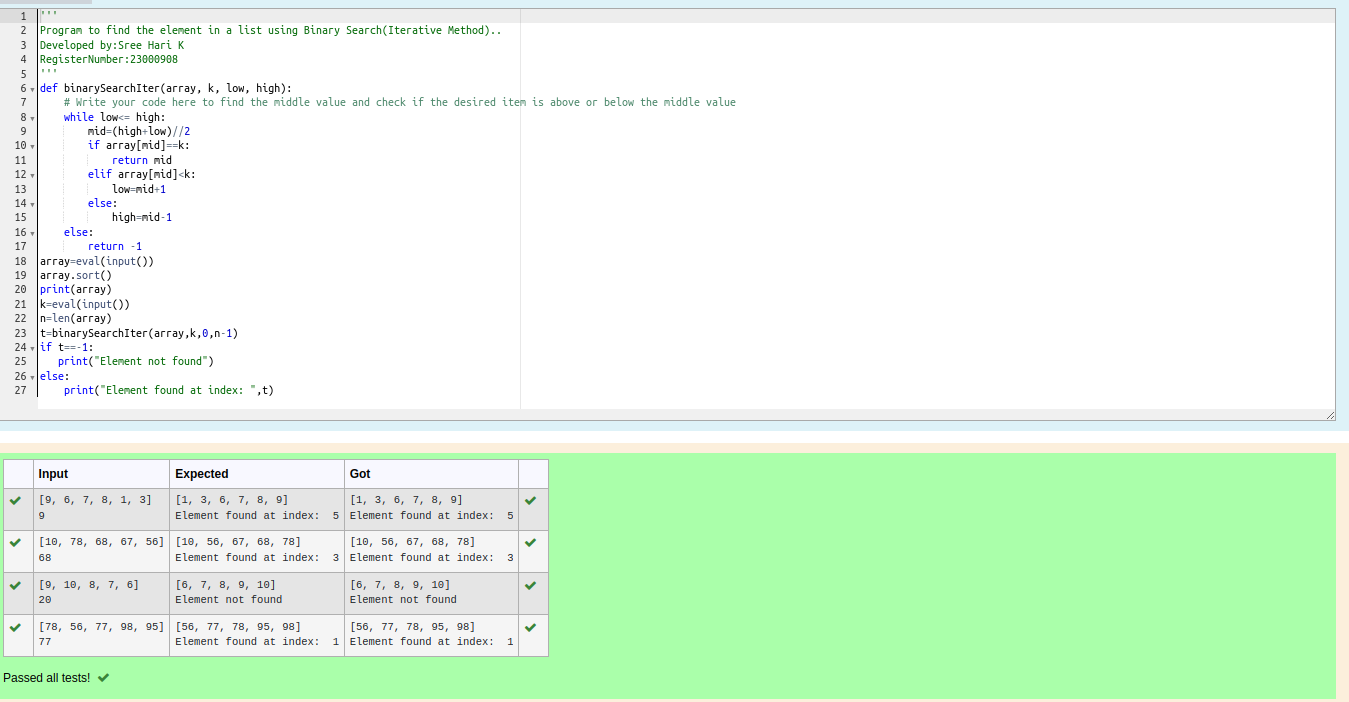 1 '''
2 Program to find the element in a list using Binary Search(Iterative Method)..
3 Developed by:Sree Hari K
4 RegisterNumber:23000908
5 '''
6 def binarySearchIter(array, k, low, high):
7     # Write your code here to find the middle value and check if the desired item is above or below the middle value
8     while low<= high:
9         mid=(high+low)//2
10         if array[mid]==k:
11             return mid
12         elif array[mid]<k:
13             low=mid+1
14         else:
15             high=mid-1
16     else:
17         return -1
18 array=eval(input())
19 array.sort()
20 print(array)
21 k=eval(input())
22 n=len(array)
23 t=binarySearchIter(array,k,0,n-1)
24 if t==-1:
25    print("Element not found")
26 else:
27     print("Element found at index: ",t)
Input Expected Got
[9, 6, 7, 8, 1, 3] [1, 3, 6, 7, 8, 9] [1, 3, 6, 7, 8, 9]
9 Element found at index:  5 Element found at index:  5
[10, 78, 68, 67, 56] [10, 56, 67, 68, 78] [10, 56, 67, 68, 78]
68 Element found at index:  3 Element found at index:  3
[9, 10, 8, 7, 6] [6, 7, 8, 9, 10] [6, 7, 8, 9, 10]
20 Element not found Element not found
[78, 56, 77, 98, 95] [56, 77, 78, 95, 98] [56, 77, 78, 95, 98]
77 Element found at index:  1 Element found at index:  1
Passed all tests!